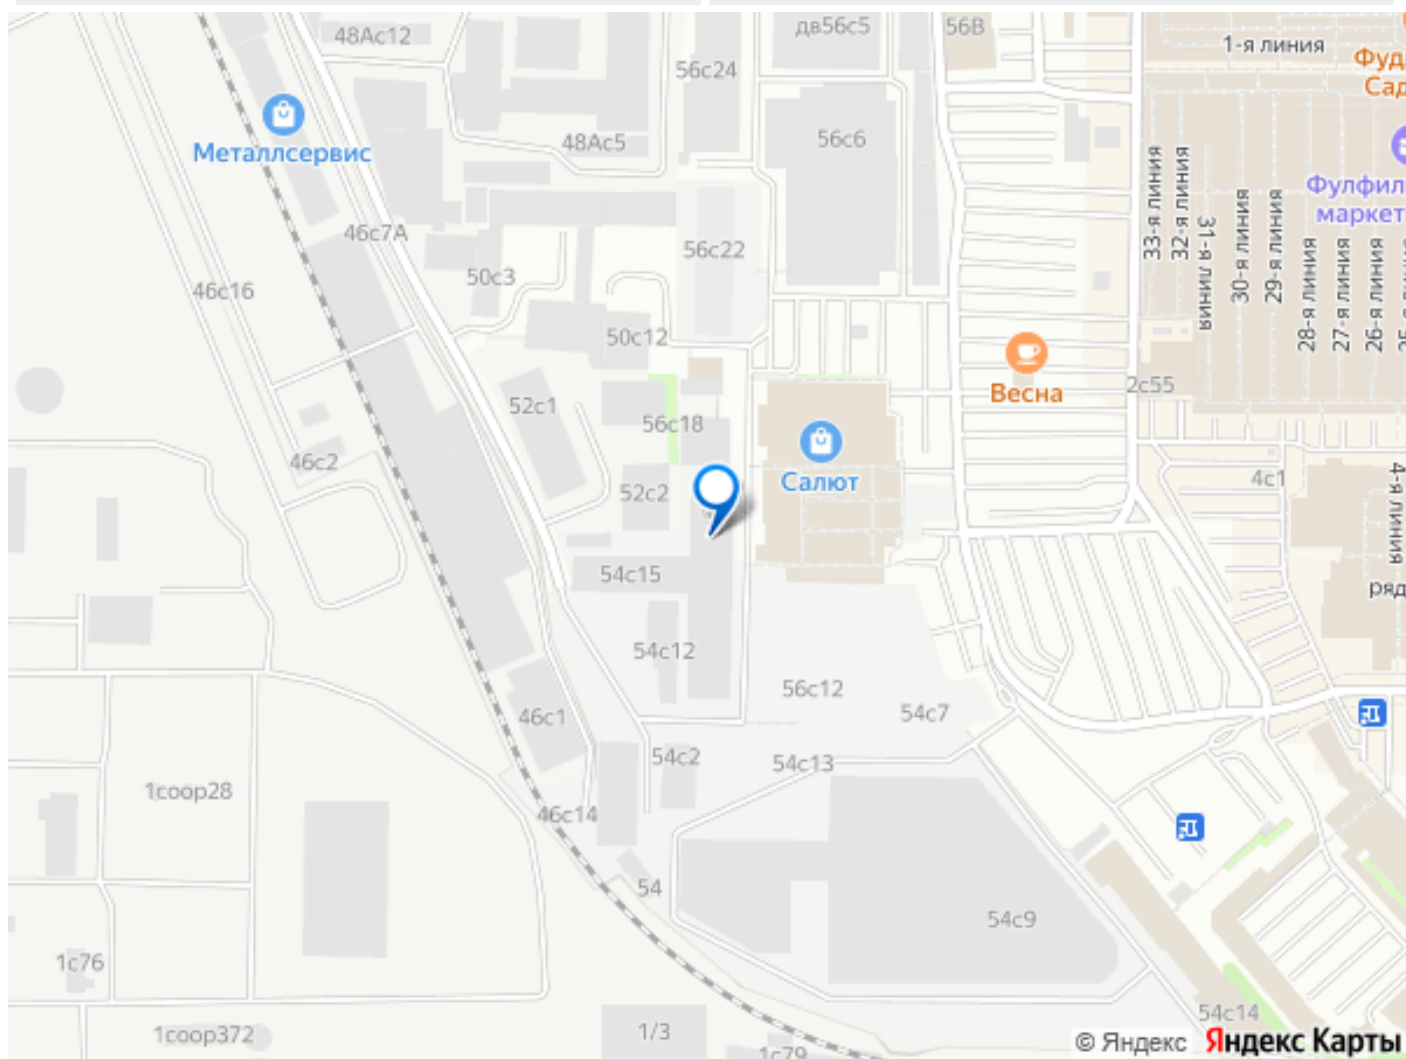 48Ас12
дв56с5
56В
1-я линия
Фуд
Сад
56с24
Металлсервис
48Ас5
56с6
33-я линия
32-я линия
31-я линия
30-я линия
29-я линия
28-я линия
27-я линия
26-я линия
Фулфил
маркет
46с7А
56с22
50с3
46с16
50с12
Весна
2с55
52с1
56с18
Салют
46с2
52с2
4с1
4-я линия
ряд
54с15
54с12
56с12
54с7
46с1
54с2
54с13
1соор28
46с14
54
54с9
1с76
54с14
1соор372
1/3
1с79
© Яндекс Яндекс Карты